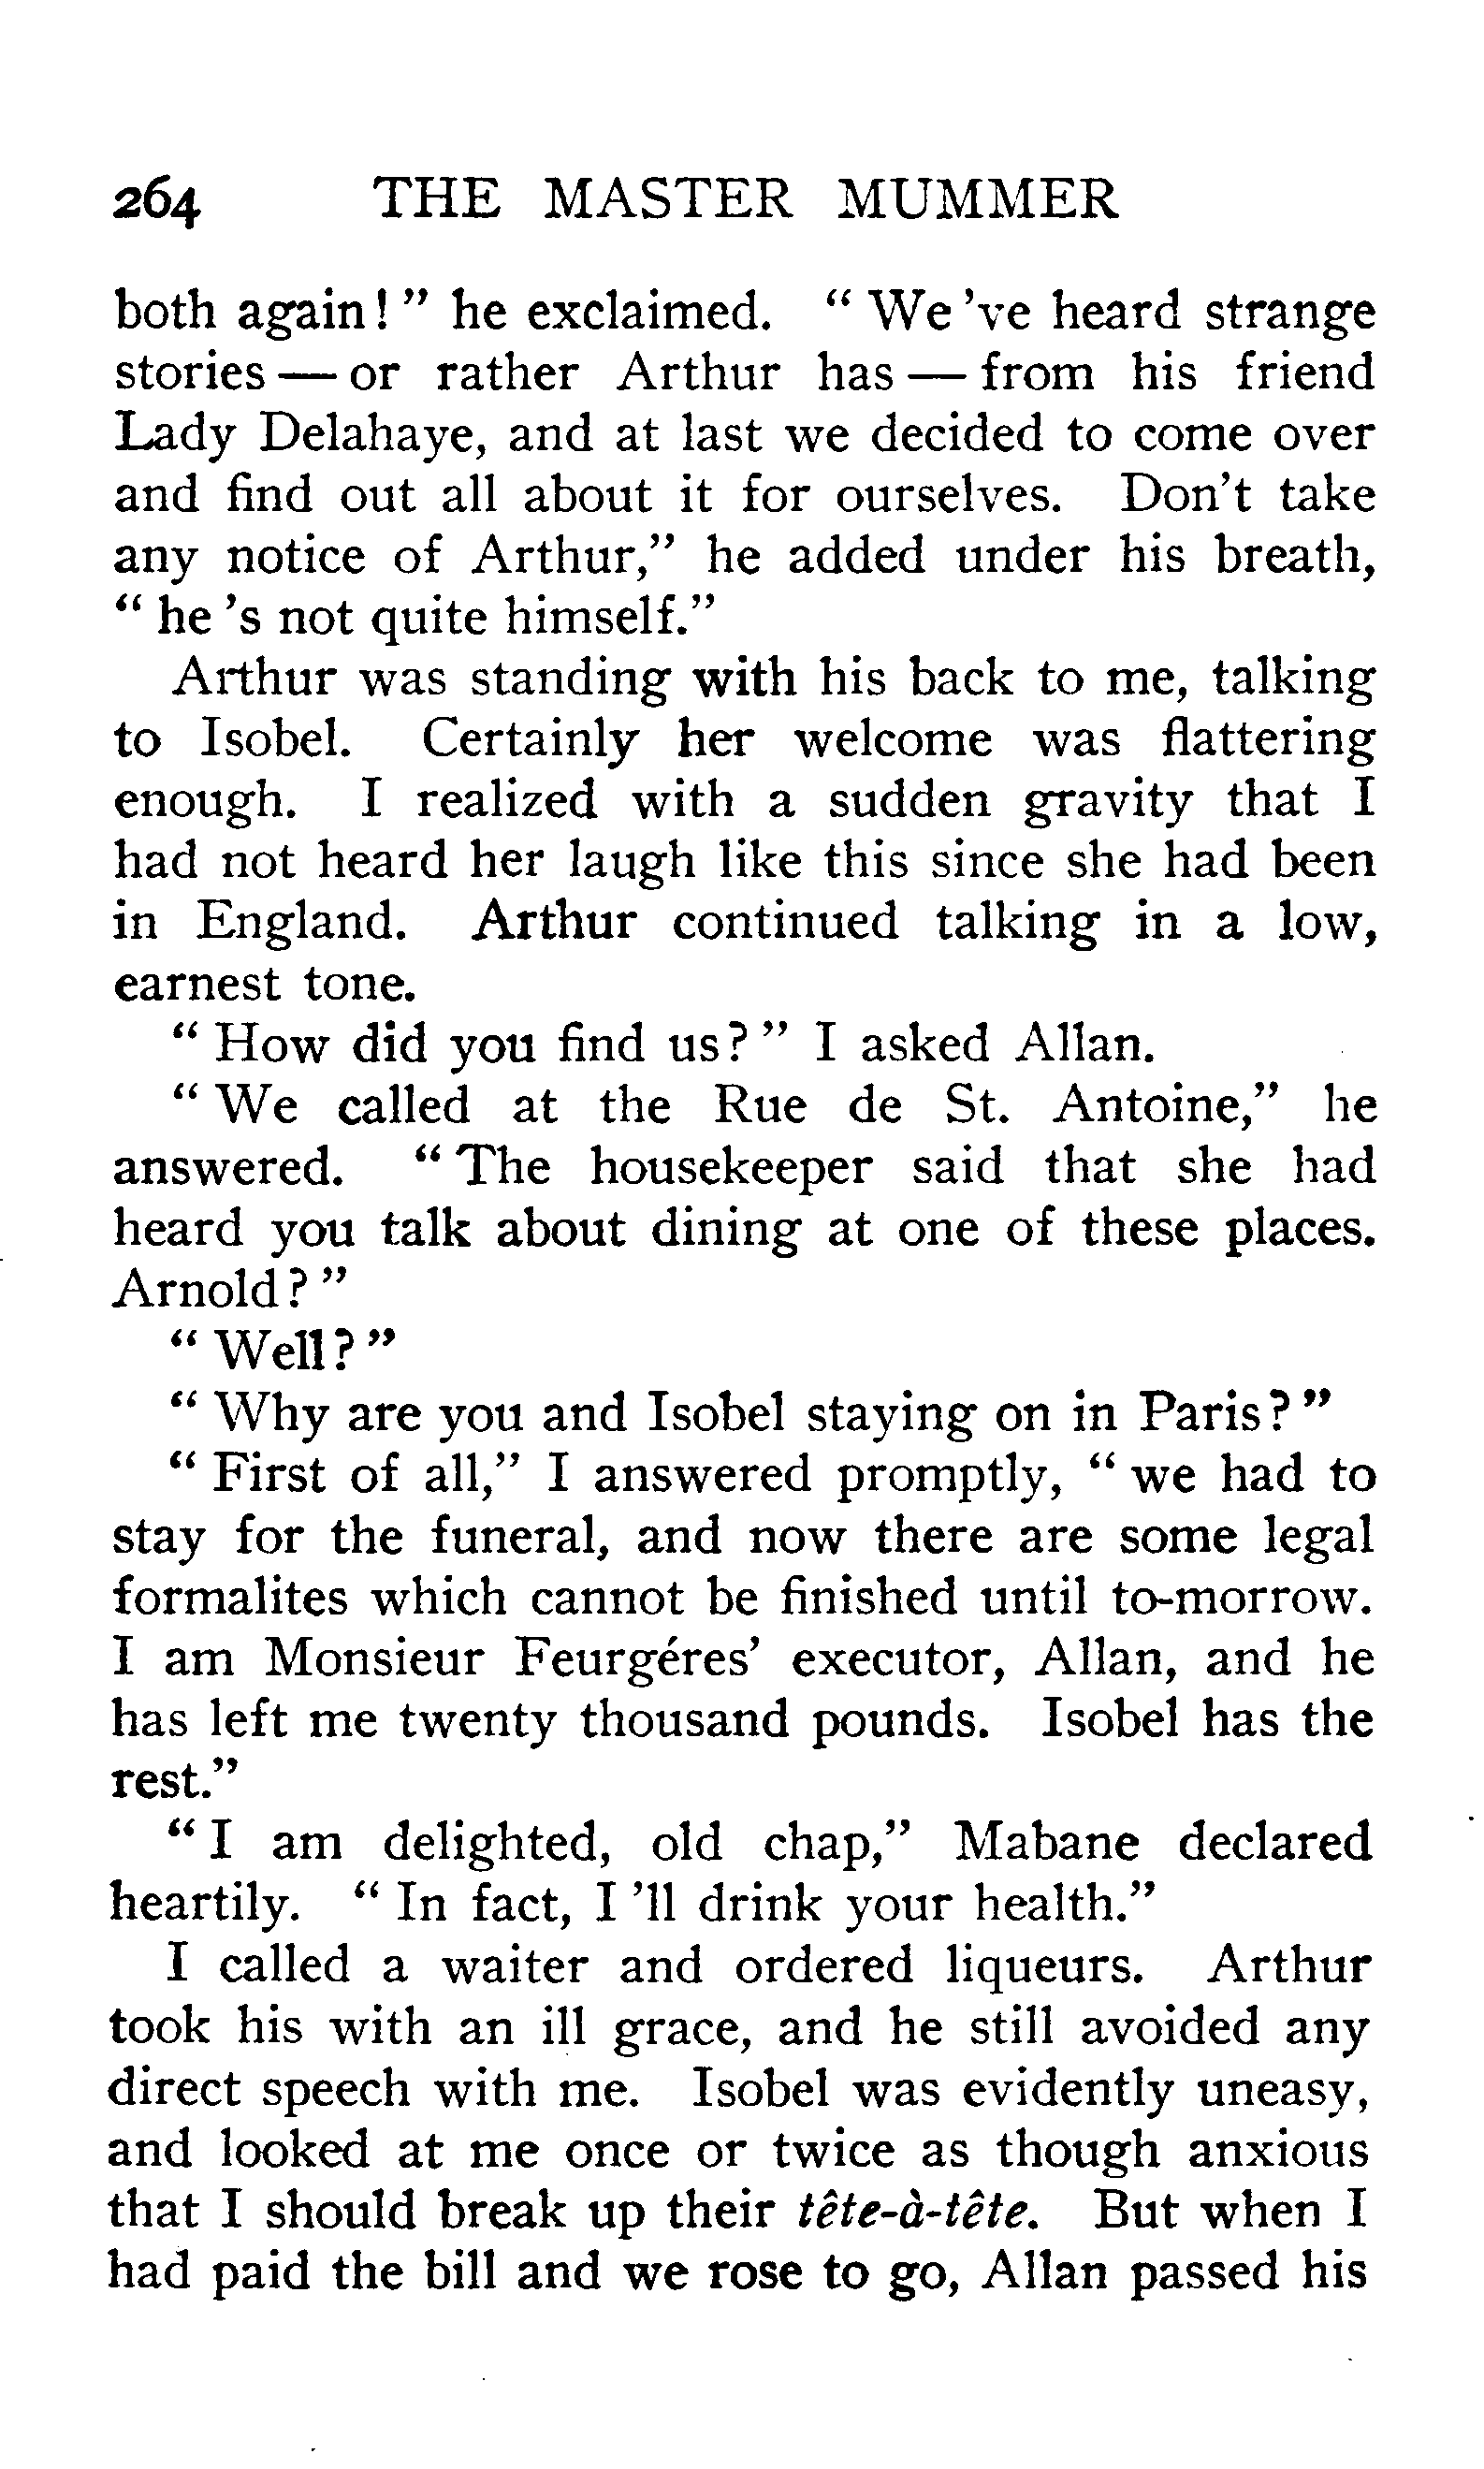 264 THE MASTER MUMMER
both again!" he exclaimed. "We've heard strange
stories — or rather Arthur has — from his friend
Lady Delahaye, and at last we decided to come over
and find out all about it for ourselves. Don't take
any notice of Arthur," he added under his breath,
"he's not quite himself."
Arthur was standing with his back to me, talking
to Isobel. Certainly her welcome was flattering
enough. I realized with a sudden gravity that I
had not heard her laugh like this since she had been
in England. Arthur continued talking in a low,
earnest tone.
"How did you find us?" I asked Allan.
"We called at the Rue de St. Antoine," he
answered. "The housekeeper said that she had
heard you talk about dining at one of these places.
Arnold?"
"Well?"
"Why are you and Isobel staying on in Paris?"
"First of all," I answered promptly, "we had to
stay for the funeral, and now there are some legal
formalites which cannot be finished until to-morrow.
I am Monsieur Feurgéres' executor, Allan, and he
has left me twenty thousand pounds. Isobel has the
rest."
"I am delighted, old chap," Mabane declared
heartily. "In fact, I'll drink your health."
I called a waiter and ordered liqueurs. Arthur
took his with an ill grace, and he still avoided any
direct speech with me. Isobel was evidently uneasy,
and looked at me once or twice as though anxious
that I should break up their tête-à-tête. But when I
had paid the bill and we rose to go, Allan passed his